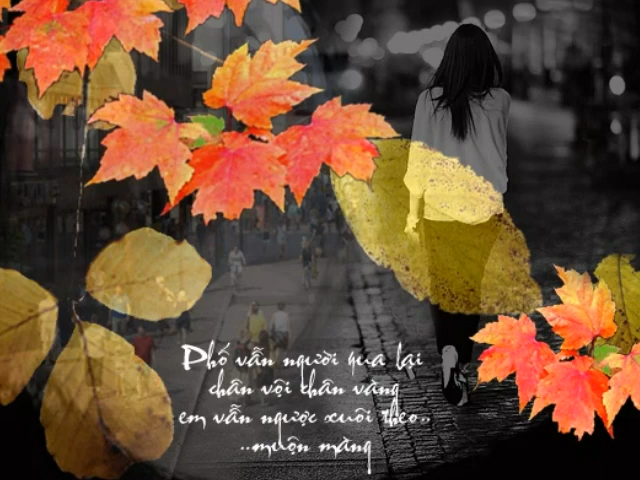 Phố vẫn người qua lại
chân vội chân vàng
em vẫn ngược xuôi theo..
..muộn màng